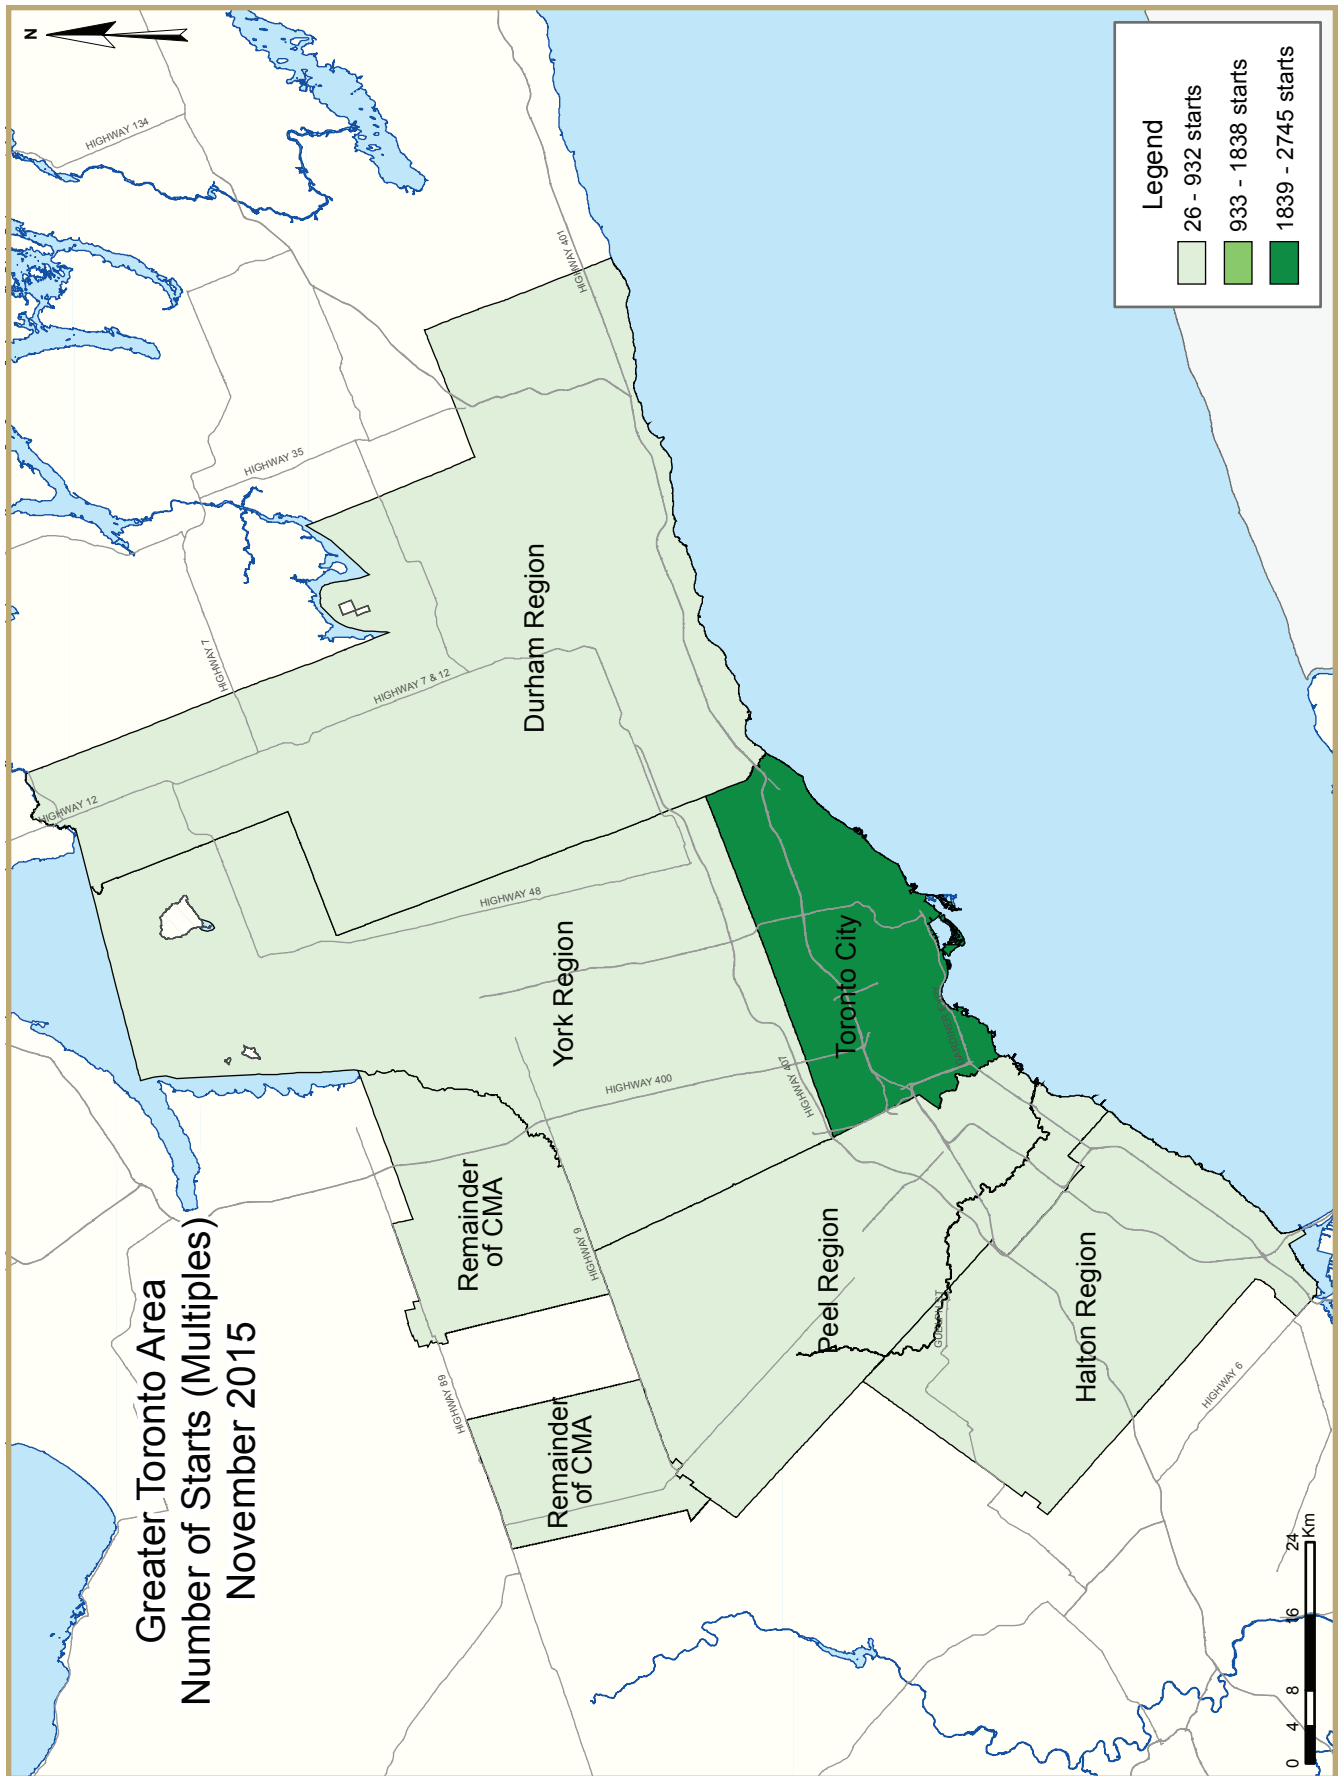 Greater Toronto Area
Number of Starts (Multiples)
November 2015
N
HIGHWAY 134
HIGHWAY 401
HIGHWAY 35
HIGHWAY 7
HIGHWAY 7 & 12
HIGHWAY 12
Durham Region
HIGHWAY 48
York Region
HIGHWAY 400
HIGHWAY 407
Toronto City
Remainder
of CMA
HIGHWAY 9
HIGHWAY 89
Remainder
of CMA
Peel Region
Halton Region
HIGHWAY 6
Legend
26 - 932 starts
933 - 1838 starts
1839 - 2745 starts
0 4 8 16 24
Km